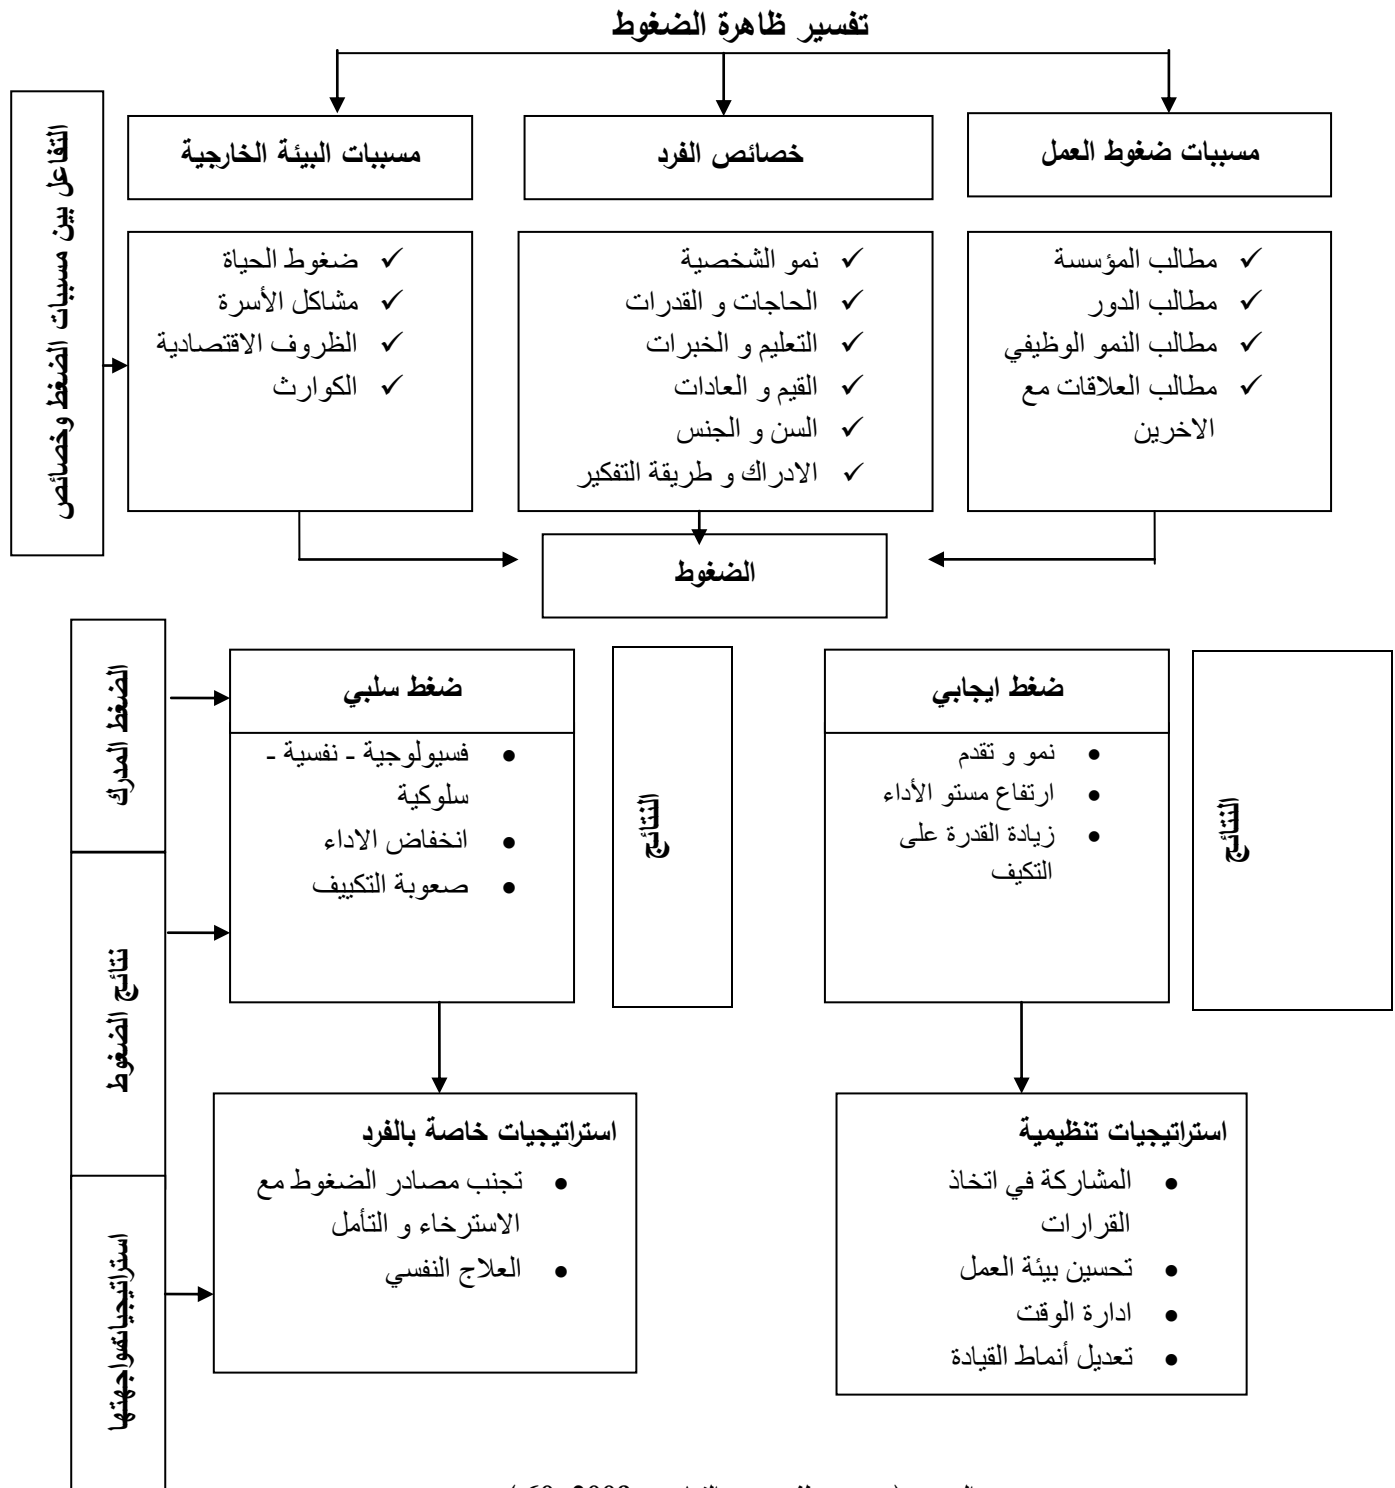 تفسير ظاهرة الضغوط
مسببات ضغوط العمل
خصائص الفرد
مسببات البيئة الخارجية
التفاعل بين مسببات الضغط وخصائص
✓ مطالب المؤسسة
✓ مطالب الدور
✓ مطالب النمو الوظيفي
✓ مطالب العلاقات مع
الاخرين
✓ نمو الشخصية
✓ الحاجات و القدرات
✓ التعليم و الخبرات
✓ القيم و العادات
✓ السن و الجنس
✓ الادراك و طريقة التفكير
✓ ضغوط الحياة
✓ مشاكل الأسرة
✓ الظروف الاقتصادية
✓ الكوارث
الضغوط
النتائج
ضغط ايجابي
• نمو و تقدم
• ارتفاع مستو الأداء
• زيادة القدرة على
التكيف
النتائج
ضغط سلبي
• فسيولوجية - نفسية -
سلوكية
• انخفاض الاداء
• صعوبة التكييف
الضغط المدرك
نتائج الضغوط
استراتيجيات تنظيمية
• المشاركة في اتخاذ
القرارات
• تحسين بيئة العمل
• ادارة الوقت
• تعديل أنماط القيادة
استراتيجيات خاصة بالفرد
• تجنب مصادر الضغوط مع
الاسترخاء و التأمل
• العلاج النفسي
استراتيجياتمواجهتها